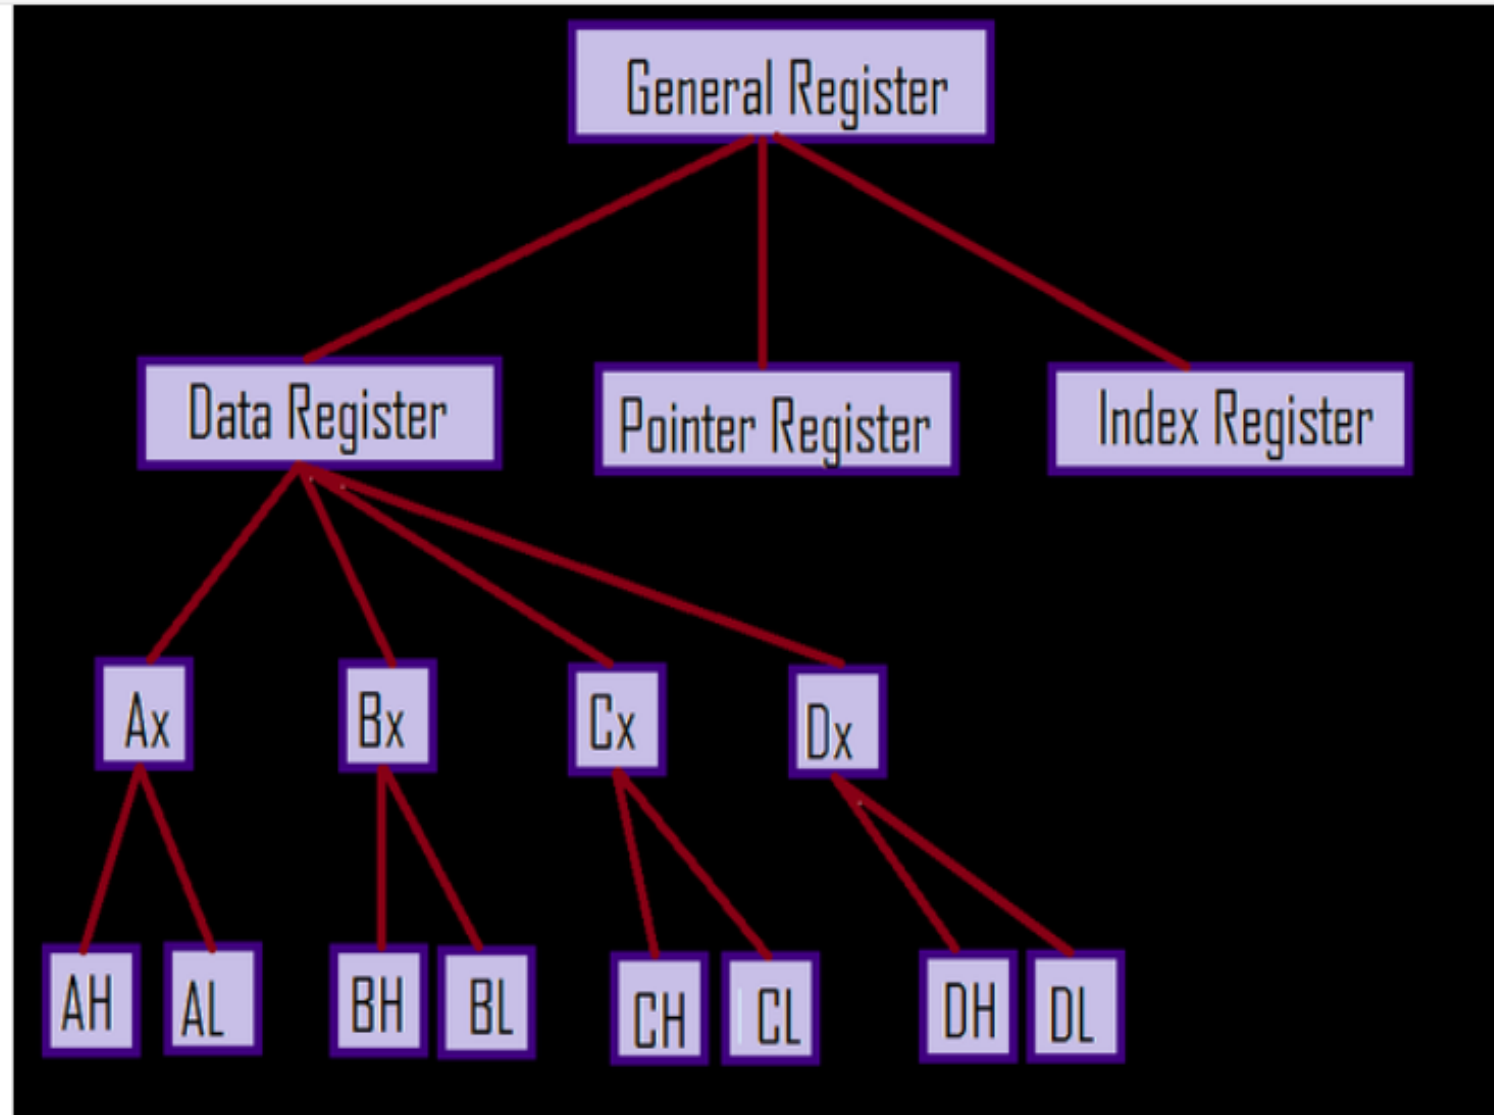 General Register
Data Register
Pointer Register
Index Register
Ax
Bx
Cx
Dx
AH
AL
BH
BL
CH
CL
DH
DL